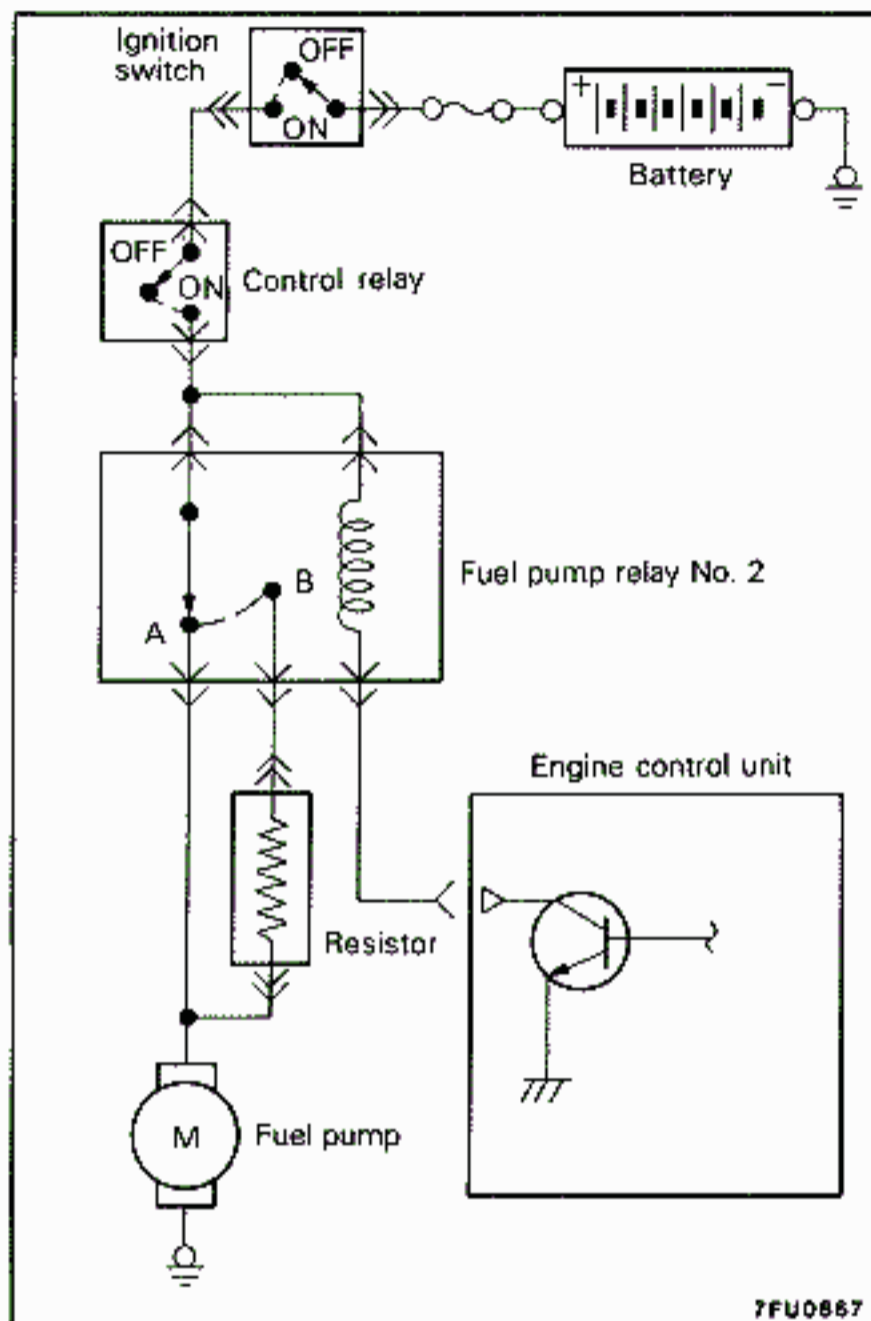 Ignition
switch
OFF
ON
+
−
Battery
OFF
ON
Control relay
B
A
Fuel pump relay No. 2
Engine control unit
Resistor
M
Fuel pump
7FU0667